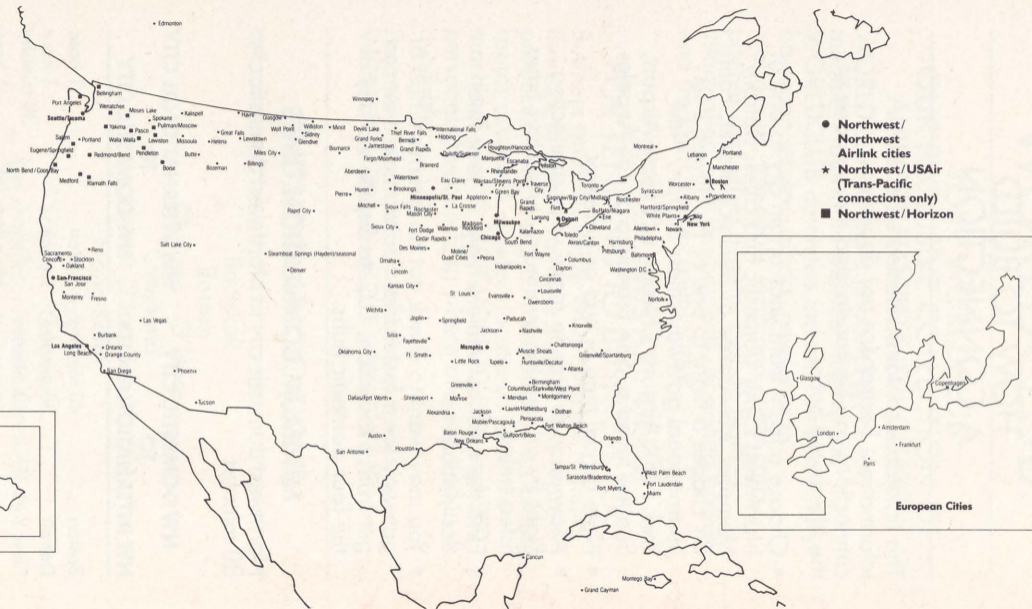 Edmonton
Winnipeg
Bellingham
Port Angeles
Wenatchee
Moses Lake
Seattle/Tacoma
Spokane
Kalispell
Yakima
Pasco
Pullman/Moscow
Walla Walla
Lewiston
Missoula
Salem
Portland
Eugene/Springfield
Redmond/Bend
Pendleton
Butte
Bozeman
North Bend/Coos Bay
Medford
Klamath Falls
Boise
Great Falls
Helena
Lewistown
Billings
Glasgow
Wolf Point
Williston
Sidney
Glendive
Miles City
Minot
Devils Lake
Grand Forks
Jamestown
Bismarck
Fargo/Moorhead
Thief River Falls
Bemidji
Grand Rapids
Brainerd
International Falls
Hibbing
Houghton/Hancock
Marquette
Escanaba
Aberdeen
Watertown
Huron
Brookings
Pierre
Mitchell
Sioux Falls
Rapid City
Sioux City
Eau Claire
Minneapolis/St. Paul
Rochester
La Crosse
Mason City
Fort Dodge
Waterloo
Cedar Rapids
Des Moines
Rhinelander
Wausau/Stevens Point
Appleton
Green Bay
Traverse City
Madison
Rockford
Milwaukee
Chicago
Grand Rapids
Lansing
Kalamazoo
Saginaw/Bay City/Midland
Flint
Detroit
Toledo
South Bend
Fort Wayne
Moline/Quad Cities
Peoria
Omaha
Lincoln
Kansas City
Indianapolis
Columbus
Dayton
Cincinnati
Cleveland
Akron/Canton
Erie
Buffalo/Niagara
Toronto
Rochester
Syracuse
Montreal
Lebanon
Portland
Manchester
Worcester
Boston
Albany
Providence
Hartford/Springfield
White Plains
New York
Newark
Allentown
Harrisburg
Philadelphia
Pittsburgh
Baltimore
Washington D.C.
Norfolk
Reno
Sacramento
Concord
Stockton
Oakland
San Francisco
San Jose
Monterey
Fresno
Salt Lake City
Steamboat Springs (Hayden)/seasonal
Denver
Las Vegas
Burbank
Los Angeles
Ontario
Long Beach
Orange County
San Diego
Phoenix
Tucson
St. Louis
Evansville
Louisville
Owensboro
Wichita
Joplin
Springfield
Paducah
Jackson
Nashville
Knoxville
Tulsa
Fayetteville
Oklahoma City
Ft. Smith
Little Rock
Memphis
Tupelo
Muscle Shoals
Huntsville/Decatur
Chattanooga
Greenville/Spartanburg
Atlanta
Birmingham
Greenville
Columbus/Starkville/West Point
Monroe
Meridian
Montgomery
Dallas/Fort Worth
Shreveport
Alexandria
Jackson
Laurel/Hattiesburg
Dothan
Mobile/Pascagoula
Pensacola
Fort Walton Beach
Austin
Baton Rouge
Gulfport/Biloxi
New Orleans
San Antonio
Houston
Orlando
Tampa/St. Petersburg
Sarasota/Bradenton
Fort Myers
West Palm Beach
Fort Lauderdale
Miami
Cancun
Montego Bay
Grand Cayman
Northwest/
Northwest
Airlink cities
Northwest/USAir
(Trans-Pacific
connections only)
Northwest/Horizon
Glasgow
Copenhagen
London
Amsterdam
Frankfurt
Paris
European Cities